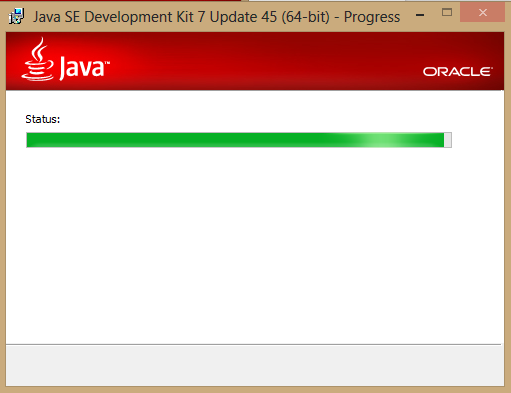 Java SE Development Kit 7 Update 45 (64-bit) - Progress
Java™
ORACLE®
Status: